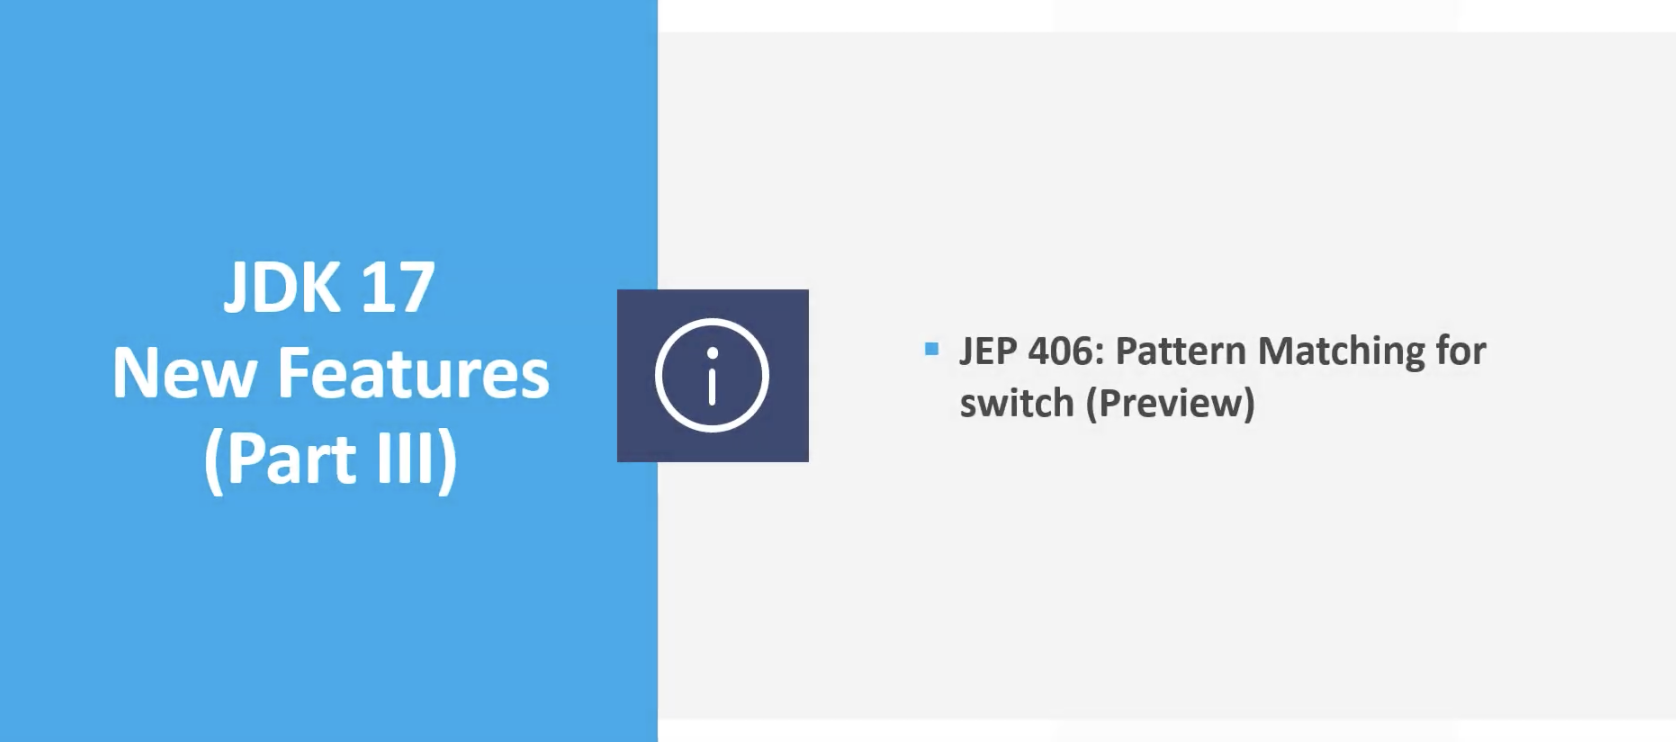 JDK 17
New Features
(Part III)
JEP 406: Pattern Matching for
switch (Preview)